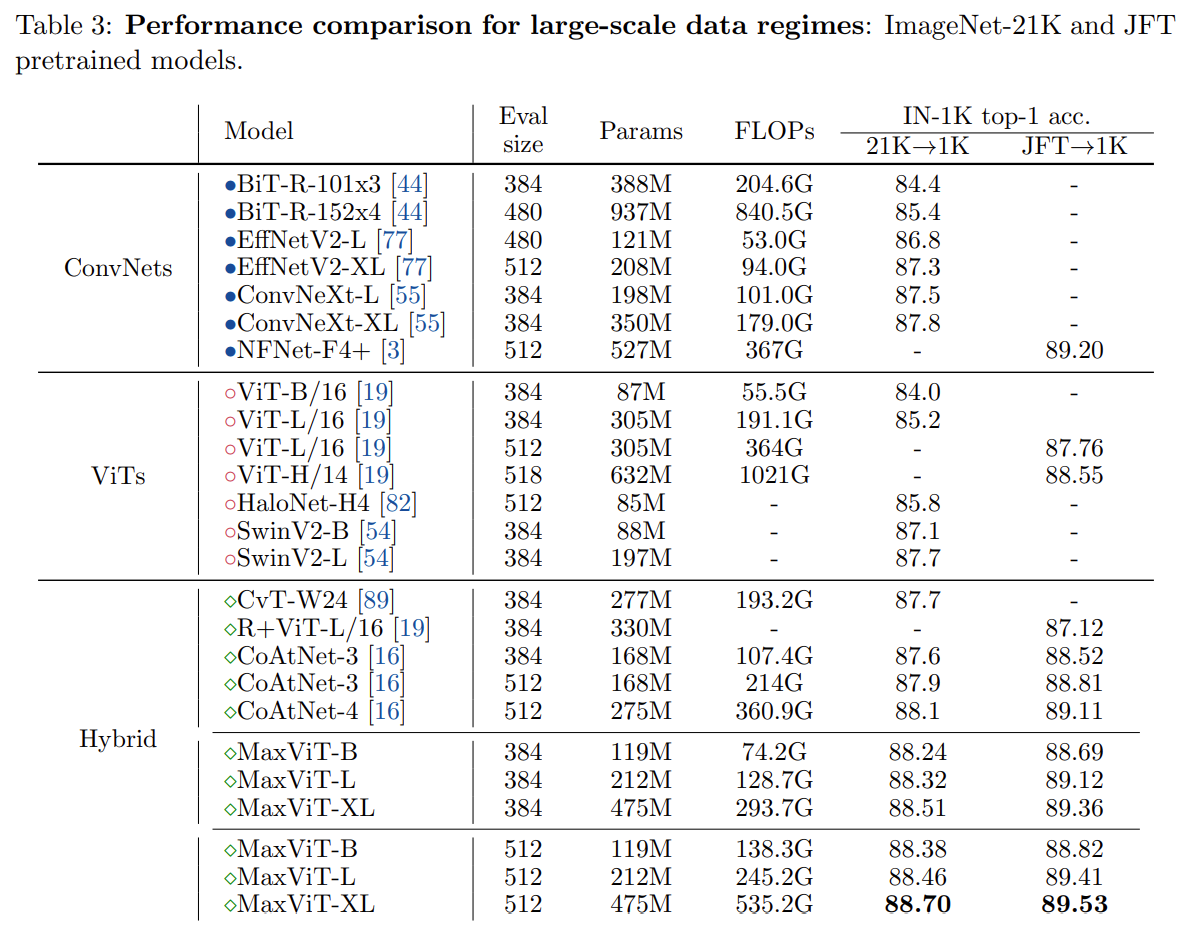 Table 3: Performance comparison for large-scale data regimes: ImageNet-21K and JFT
pretrained models.
Model Eval size Params FLOPs IN-1K top-1 acc.
21K→1K JFT→1K
ConvNets
●BiT-R-101x3 [44] 384 388M 204.6G 84.4 -
●BiT-R-152x4 [44] 480 937M 840.5G 85.4 -
●EffNetV2-L [77] 480 121M 53.0G 86.8 -
●EffNetV2-XL [77] 512 208M 94.0G 87.3 -
●ConvNeXt-L [55] 384 198M 101.0G 87.5 -
●ConvNeXt-XL [55] 384 350M 179.0G 87.8 -
●NFNet-F4+ [3] 512 527M 367G - 89.20
ViTs
○ViT-B/16 [19] 384 87M 55.5G 84.0 -
○ViT-L/16 [19] 384 305M 191.1G 85.2
○ViT-L/16 [19] 512 305M 364G - 87.76
○ViT-H/14 [19] 518 632M 1021G - 88.55
○HaloNet-H4 [82] 512 85M - 85.8 -
○SwinV2-B [54] 384 88M - 87.1 -
○SwinV2-L [54] 384 197M - 87.7 -
Hybrid
◇CvT-W24 [89] 384 277M 193.2G 87.7 -
◇R+ViT-L/16 [19] 384 330M - - 87.12
◇CoAtNet-3 [16] 384 168M 107.4G 87.6 88.52
◇CoAtNet-3 [16] 512 168M 214G 87.9 88.81
◇CoAtNet-4 [16] 512 275M 360.9G 88.1 89.11
◇MaxViT-B 384 119M 74.2G 88.24 88.69
◇MaxViT-L 384 212M 128.7G 88.32 89.12
◇MaxViT-XL 384 475M 293.7G 88.51 89.36
◇MaxViT-B 512 119M 138.3G 88.38 88.82
◇MaxViT-L 512 212M 245.2G 88.46 89.41
◇MaxViT-XL 512 475M 535.2G 88.70 89.53